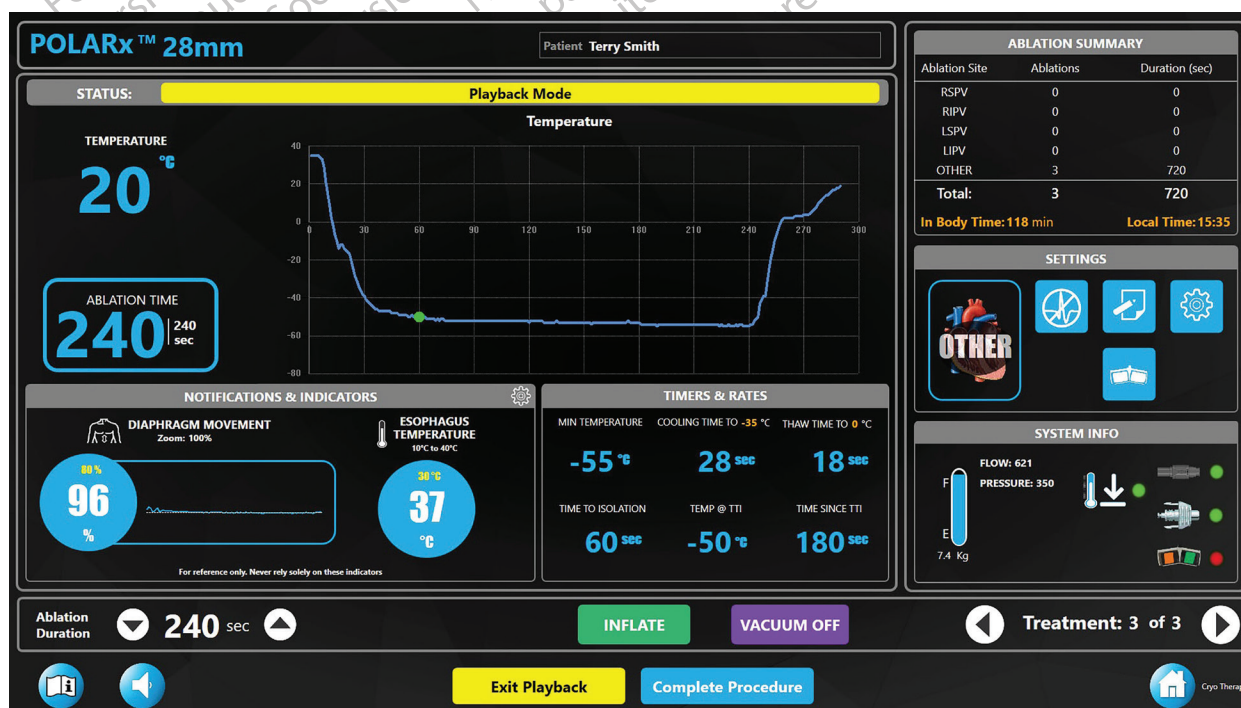 POLARx™ 28mm
Patient Terry Smith
STATUS:
Playback Mode
TEMPERATURE
20 °C
ABLATION TIME
240 | 240 sec
Temperature
40
20
0
-20
-40
-60
-80
0 30 60 90 120 150 180 210 240 270 300
NOTIFICATIONS & INDICATORS
DIAPHRAGM MOVEMENT
Zoom: 100%
80 %
96
%
ESOPHAGUS
TEMPERATURE
10°C to 40°C
30 °C
37
°C
For reference only. Never rely solely on these indicators
TIMERS & RATES
MIN TEMPERATURE COOLING TIME TO -35 °C THAW TIME TO 0 °C
-55 °C 28 sec 18 sec
TIME TO ISOLATION TEMP @ TTI TIME SINCE TTI
60 sec -50 °C 180 sec
ABLATION SUMMARY
Ablation Site Ablations Duration (sec)
RSPV 0 0
RIPV 0 0
LSPV 0 0
LIPV 0 0
OTHER 3 720
Total: 3 720
In Body Time: 118 min Local Time: 15:35
SETTINGS
OTHER
SYSTEM INFO
FLOW: 621
PRESSURE: 350
F
E
7.4 Kg
Ablation
Duration
240 sec
INFLATE
VACUUM OFF
Treatment: 3 of 3
Exit Playback
Complete Procedure